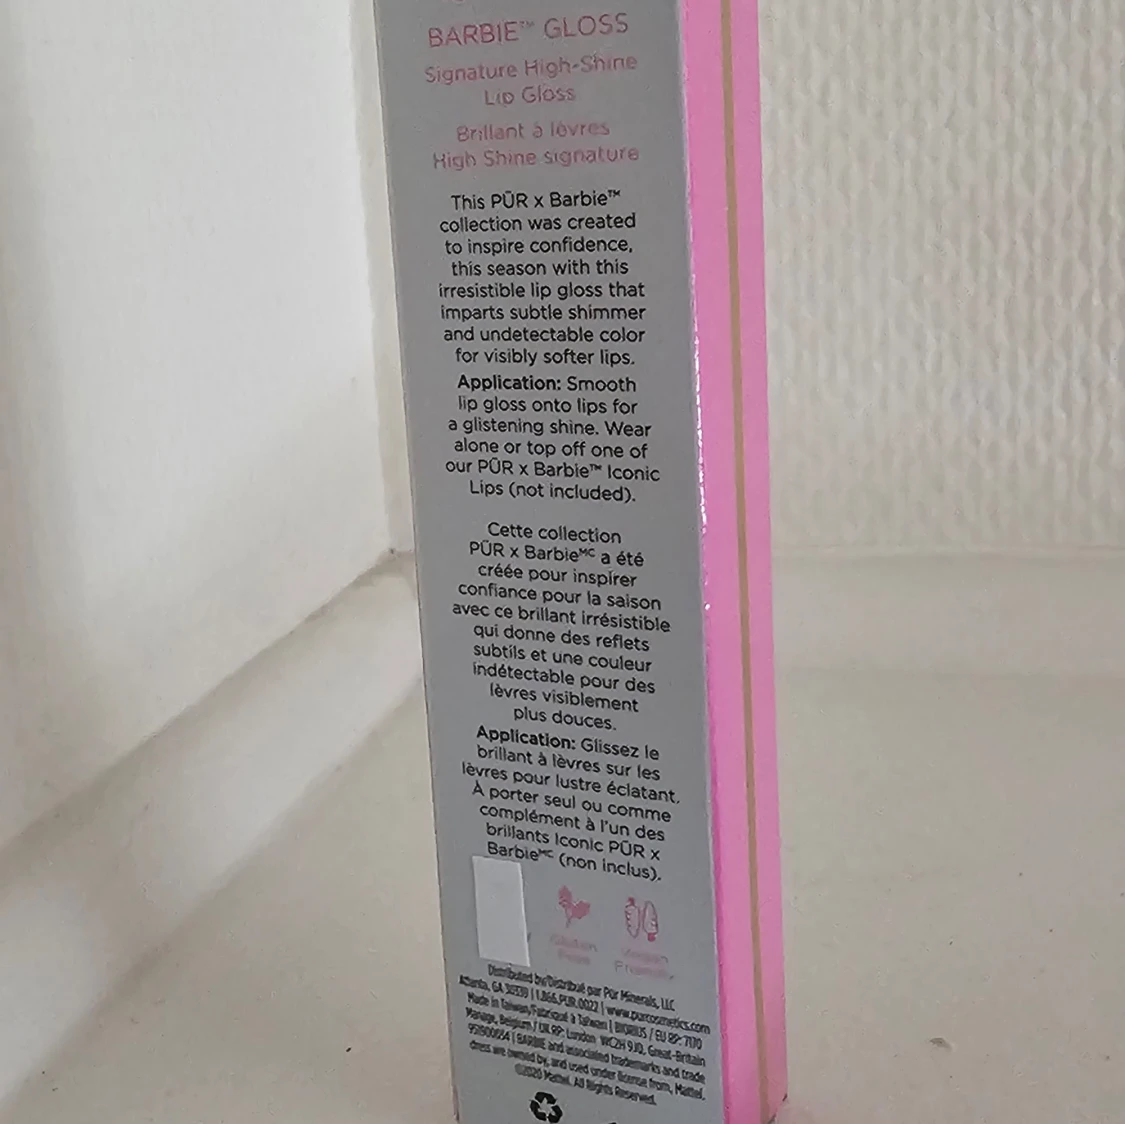 BARBIE™ GLOSS
Signature High-Shine
Lip Gloss
Brillant à lèvres
High Shine signature
This PŪR x Barbie™
collection was created
to inspire confidence,
this season with this
irresistible lip gloss that
imparts subtle shimmer
and undetectable color
for visibly softer lips.
Application: Smooth
lip gloss onto lips for
a glistening shine. Wear
alone or top off one of
our PŪR x Barbie™ Iconic
Lips (not included).
Cette collection
PŪR x Barbieᴹᶜ a été
créée pour inspirer
confiance pour la saison
avec ce brillant irrésistible
qui donne des reflets
subtils et une couleur
indétectable pour des
lèvres visiblement
plus douces.
Application: Glissez le
brillant à lèvres sur les
lèvres pour lustre éclatant.
À porter seul ou comme
complément à l'un des
brillants Iconic PŪR x
Barbieᴹᶜ (non inclus).
Gluten
Free
Vegan
Friendly
Distributed by/Distribué par Pür Minerals, LLC
Atlanta, GA 30339 | 1.866.PUR.0022 | www.purcosmetics.com
Made in Taiwan/Fabriqué à Taïwan | BIORIUS / EU RP: 7170
Manage, Belgium / UK RP: London WC2H 9JQ, Great-Britain
| BARBIE and associated trademarks and trade
dress are owned by, and used under license from, Mattel.
©2020 Mattel. All Rights Reserved.